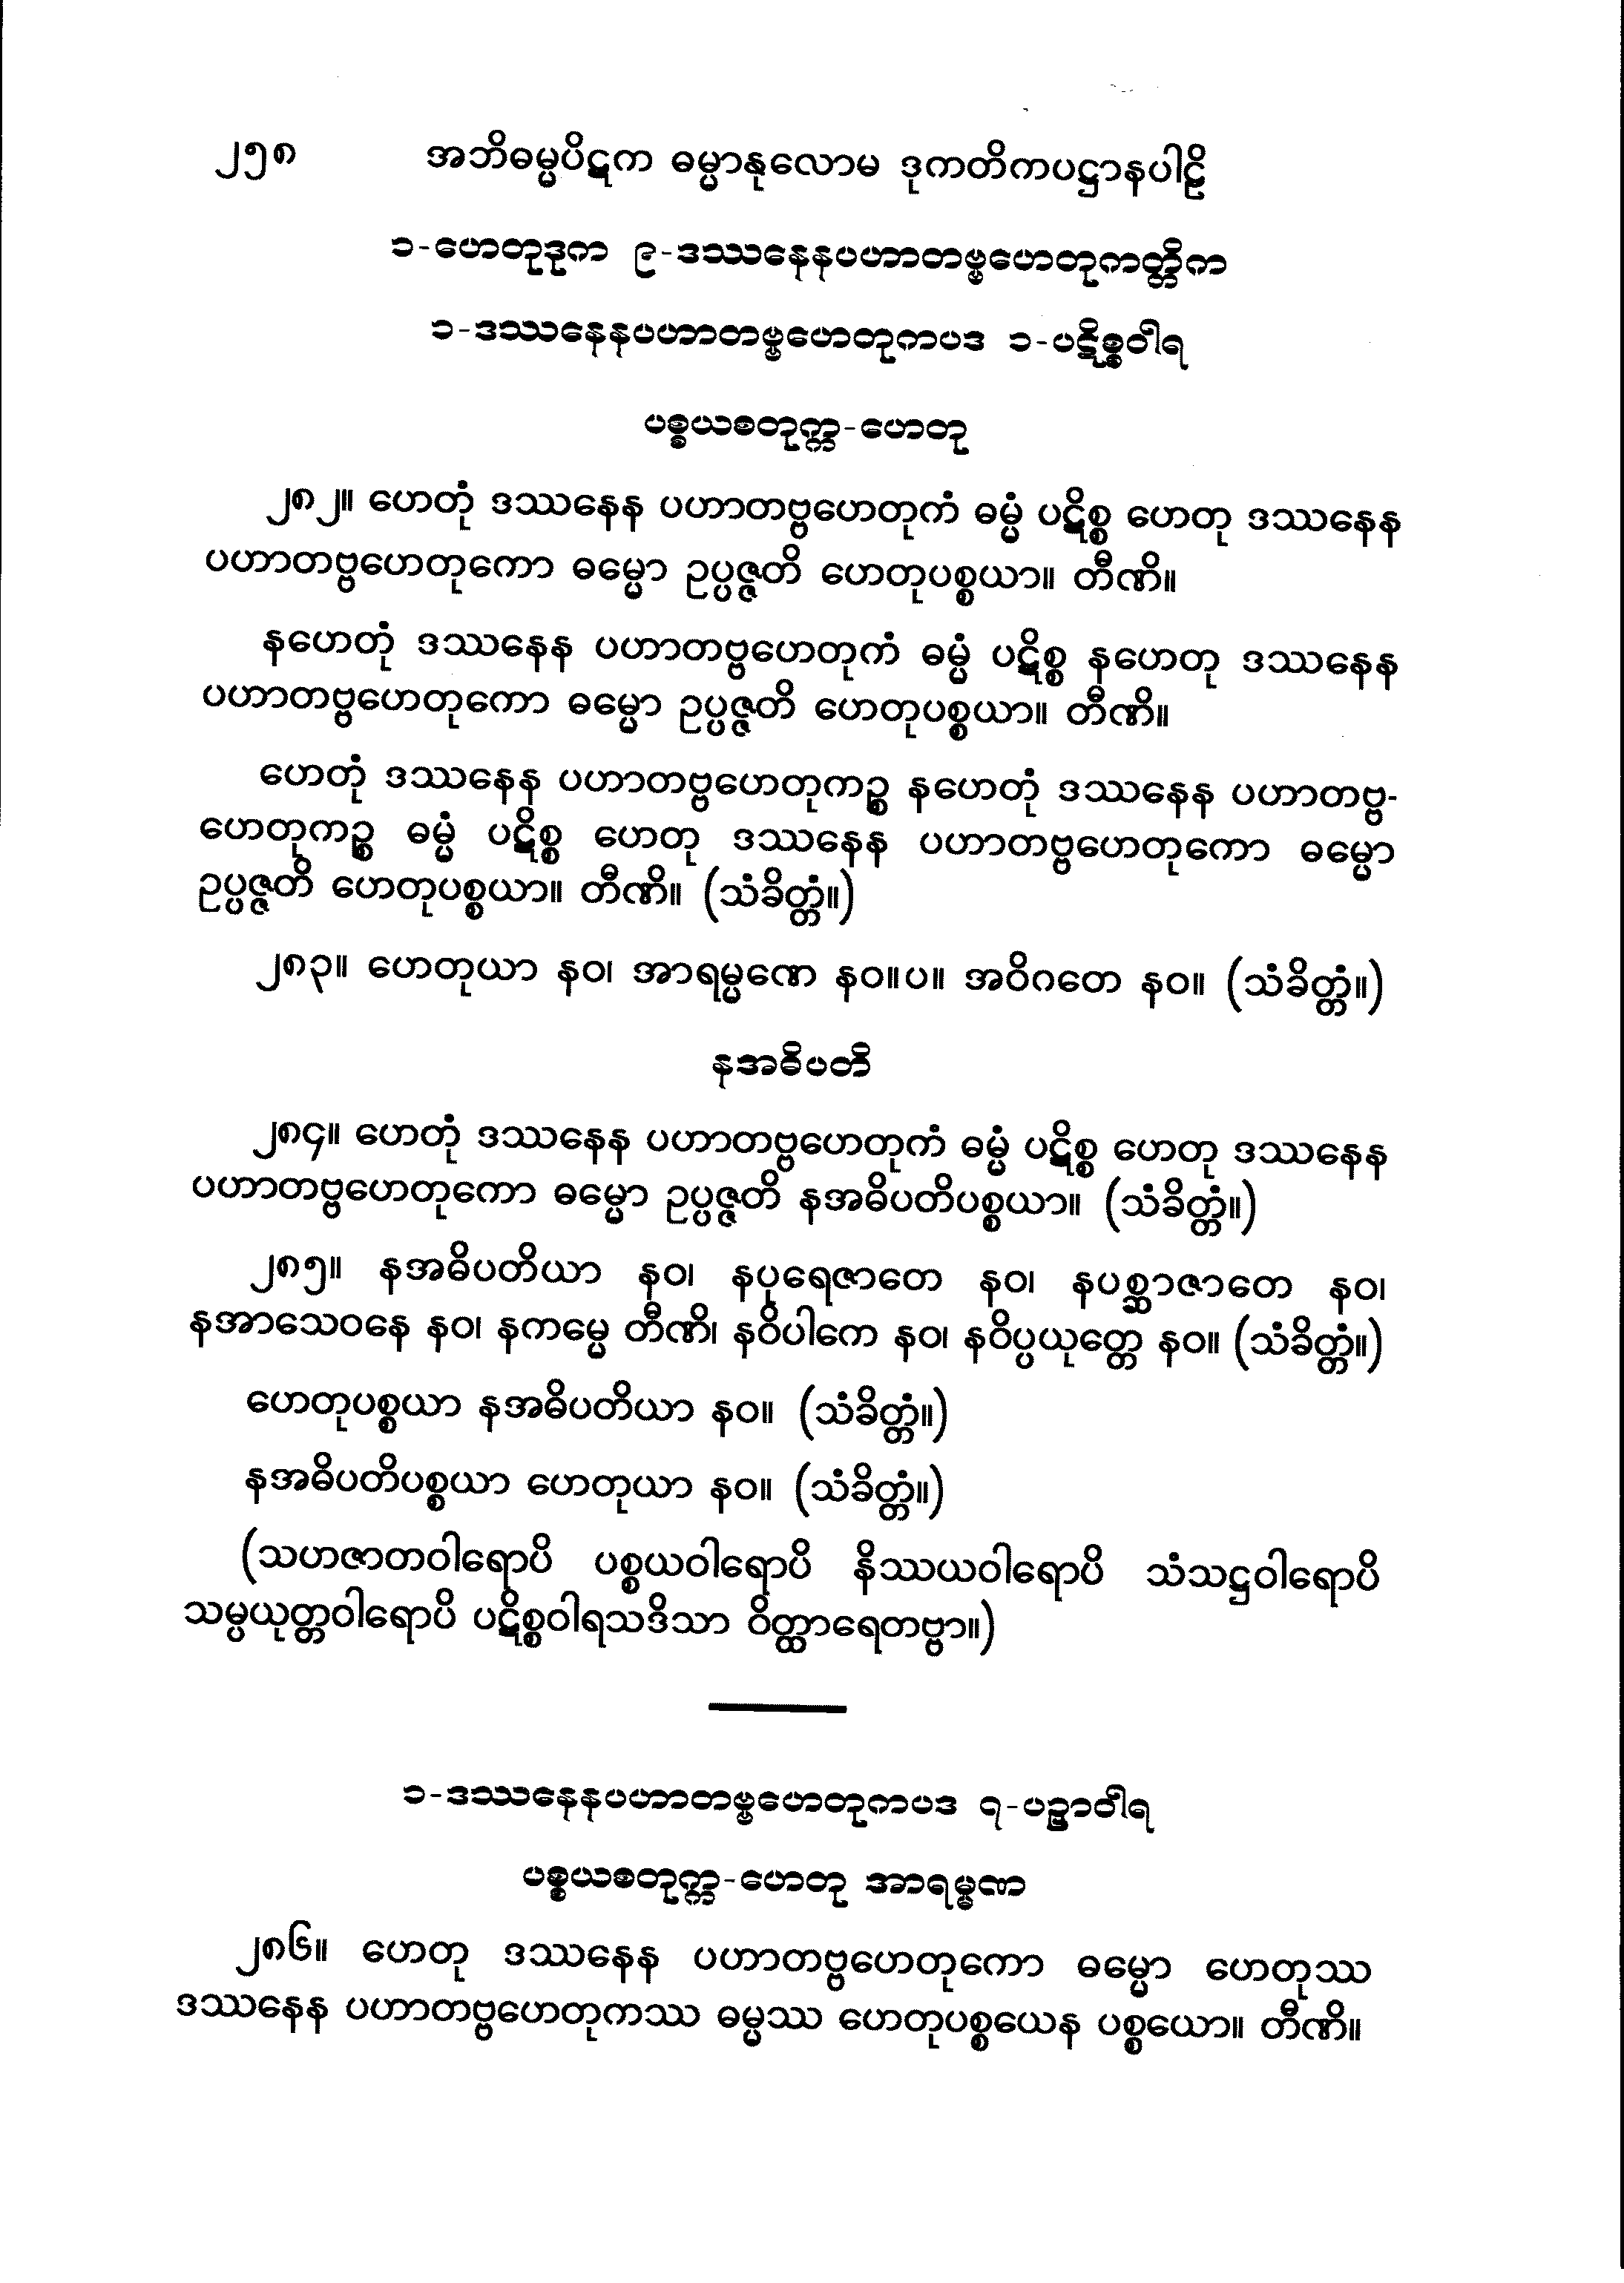 ၂၅၈ အဘိဓမ္မပိဋက ဓမ္မာနုလောမ ဒုကတိကပဋ္ဌာနပါဠိ
၁-ဟေတုဒုက ၉-ဒဿနေနပဟာတဗ္ဗဟေတုကတ္တိက
၁-ဒဿနေနပဟာတဗ္ဗဟေတုကပဒ ၁-ပဋိစ္စဝါရ
ပစ္စယစတုက္က-ဟေတု
၂၈၂။ ဟေတုံ ဒဿနေန ပဟာတဗ္ဗဟေတုကံ ဓမ္မံ ပဋိစ္စ ဟေတု ဒဿနေန
ပဟာတဗ္ဗဟေတုကော ဓမ္မော ဥပ္ပဇ္ဇတိ ဟေတုပစ္စယာ။ တီဏိ။
နဟေတုံ ဒဿနေန ပဟာတဗ္ဗဟေတုကံ ဓမ္မံ ပဋိစ္စ နဟေတု ဒဿနေန
ပဟာတဗ္ဗဟေတုကော ဓမ္မော ဥပ္ပဇ္ဇတိ ဟေတုပစ္စယာ။ တီဏိ။
ဟေတုံ ဒဿနေန ပဟာတဗ္ဗဟေတုကဉ္စ နဟေတုံ ဒဿနေန ပဟာတဗ္ဗ-
ဟေတုကဉ္စ ဓမ္မံ ပဋိစ္စ ဟေတု ဒဿနေန ပဟာတဗ္ဗဟေတုကော ဓမ္မော
ဥပ္ပဇ္ဇတိ ဟေတုပစ္စယာ။ တီဏိ။ (သံခိတ္တံ။)
၂၈၃။ ဟေတုယာ နဝ၊ အာရမ္မဏေ နဝ။ပ။ အဝိဂတေ နဝ။ (သံခိတ္တံ။)
နအဓိပတိ
၂၈၄။ ဟေတုံ ဒဿနေန ပဟာတဗ္ဗဟေတုကံ ဓမ္မံ ပဋိစ္စ ဟေတု ဒဿနေန
ပဟာတဗ္ဗဟေတုကော ဓမ္မော ဥပ္ပဇ္ဇတိ နအဓိပတိပစ္စယာ။ (သံခိတ္တံ။)
၂၈၅။ နအဓိပတိယာ နဝ၊ နပုရေဇာတေ နဝ၊ နပစ္ဆာဇာတေ နဝ၊
နအာသေဝနေ နဝ၊ နကမ္မေ တီဏိ၊ နဝိပါကေ နဝ၊ နဝိပ္ပယုတ္တေ နဝ။ (သံခိတ္တံ။)
ဟေတုပစ္စယာ နအဓိပတိယာ နဝ။ (သံခိတ္တံ။)
နအဓိပတိပစ္စယာ ဟေတုယာ နဝ။ (သံခိတ္တံ။)
(သဟဇာတဝါရောပိ ပစ္စယဝါရောပိ နိဿယဝါရောပိ သံသဋ္ဌဝါရောပိ
သမ္ပယုတ္တဝါရောပိ ပဋိစ္စဝါရသဒိသာ ဝိတ္ထာရေတဗ္ဗာ။)
၁-ဒဿနေနပဟာတဗ္ဗဟေတုကပဒ ၇-ပဉှာဝါရ
ပစ္စယစတုက္က-ဟေတု အာရမ္မဏ
၂၈၆။ ဟေတု ဒဿနေန ပဟာတဗ္ဗဟေတုကော ဓမ္မော ဟေတုဿ
ဒဿနေန ပဟာတဗ္ဗဟေတုကဿ ဓမ္မဿ ဟေတုပစ္စယေန ပစ္စယော။ တီဏိ။